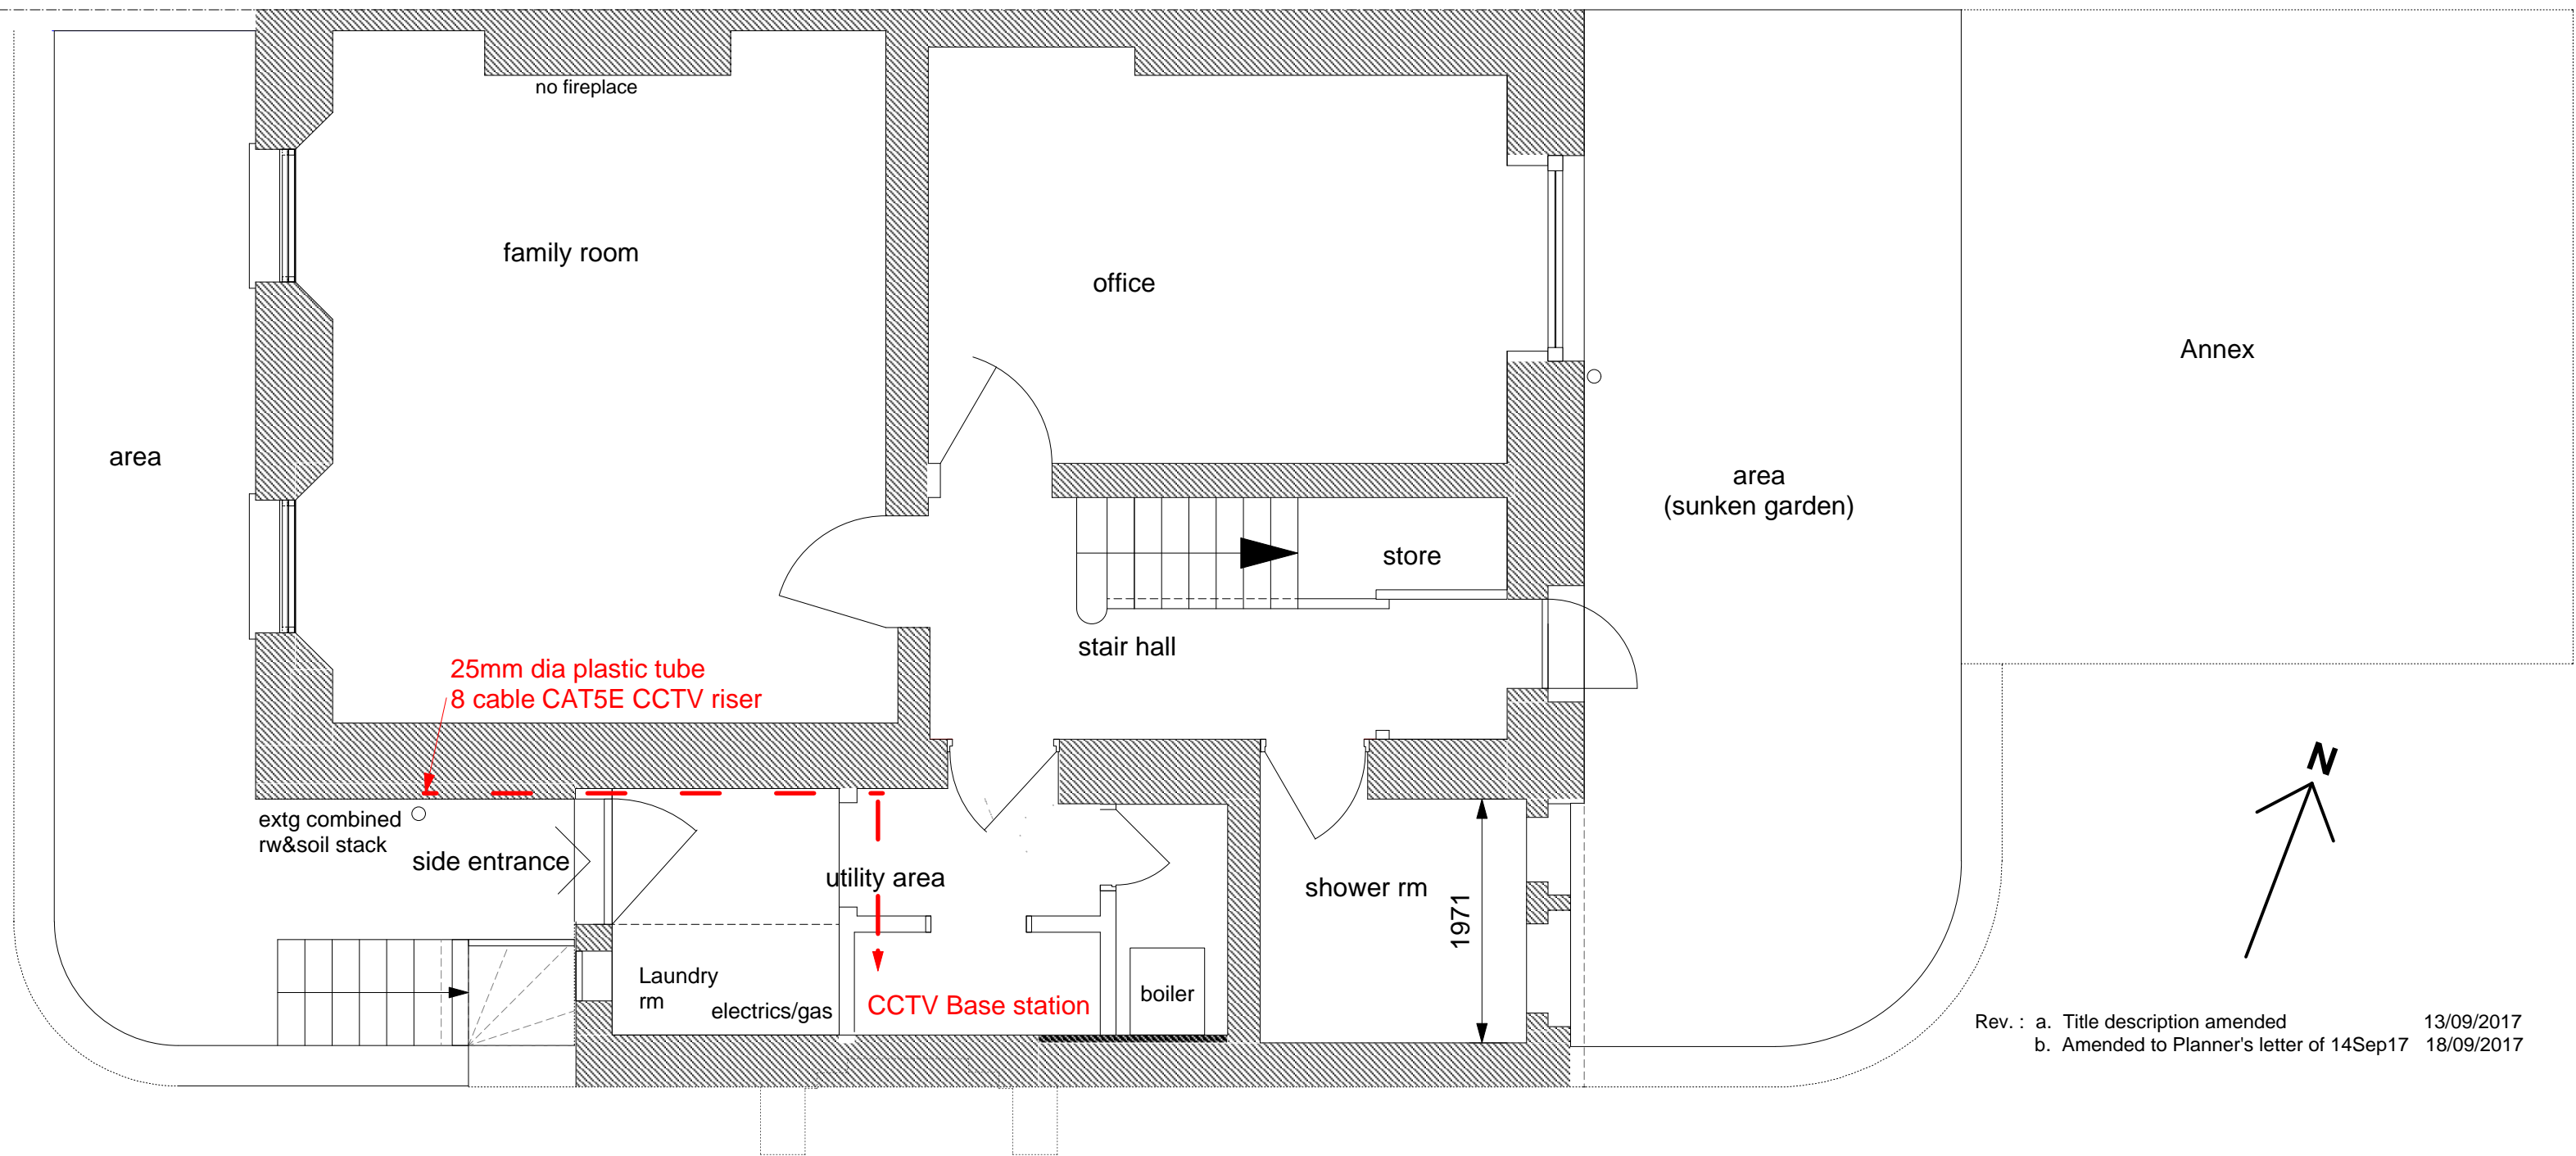 no fireplace
family room
office
Annex
area
area
(sunken garden)
store
stair hall
25mm dia plastic tube
8 cable CAT5E CCTV riser
N
extg combined
rw&soil stack
side entrance
utility area
shower rm
1971
Laundry
rm
electrics/gas
CCTV Base station
boiler
Rev. : a. Title description amended 13/09/2017
b. Amended to Planner's letter of 14Sep17 18/09/2017